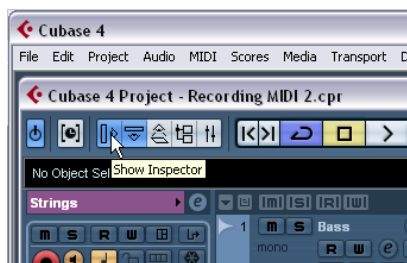 Cubase 4
File Edit Project Audio MIDI Scores Media Transport
Cubase 4 Project - Recording MIDI 2.cpr
No Object Sel
Show Inspector
Strings e m s R W
1 m s Bass
m s R W mono R W e